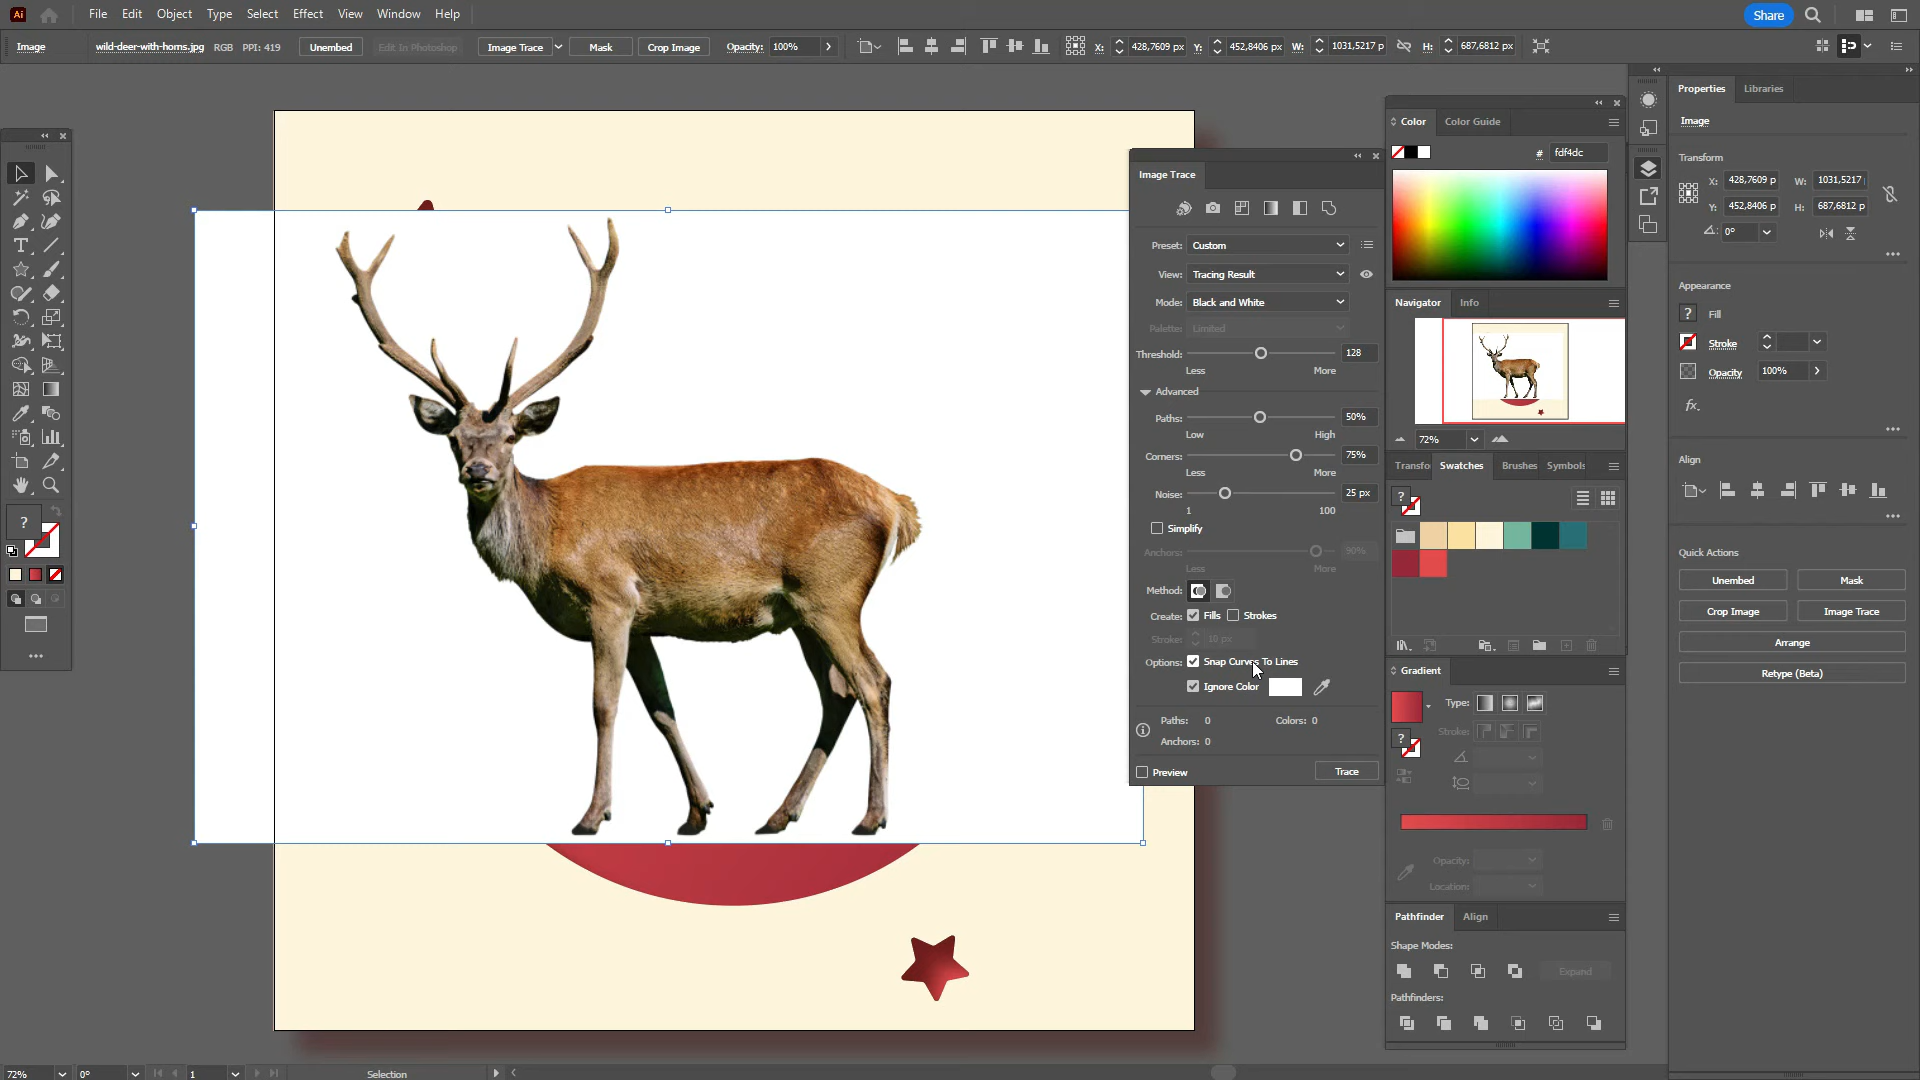 Ai File Edit Object Type Select Effect View Window Help Share
Image wild-deer-with-horns.jpg RGB PPI: 419 Unembed Edit In Photoshop Image Trace Mask Crop Image Opacity: 100% X: 428,7609 px Y: 452,8406 px W: 1031,5217 p H: 687,6812 px
Image Trace
Preset: Custom
View: Tracing Result
Mode: Black and White
Palette: Limited
Threshold: 128
Less More
Advanced
Paths: 50%
Low High
Corners: 75%
Less More
Noise: 25 px
1 100
Simplify
Anchors: 90%
Less More
Method:
Create: Fills Strokes
Stroke: 10 px
Options: Snap Curves To Lines
Ignore Color
Paths: 0 Colors: 0
Anchors: 0
Preview Trace
Color Color Guide
# fdf4dc
Navigator Info
72%
Transfo Swatches Brushes Symbols
Gradient
Type:
Stroke:
Opacity:
Location:
Pathfinder Align
Shape Modes:
Expand
Pathfinders:
Properties Libraries
Image
Transform
X: 428,7609 p W: 1031,5217
Y: 452,8406 p H: 687,6812 p
0°
Appearance
? Fill
Stroke
Opacity 100%
fx.
Align
Quick Actions
Unembed Mask
Crop Image Image Trace
Arrange
Retype (Beta)
72% 0° 1 Selection